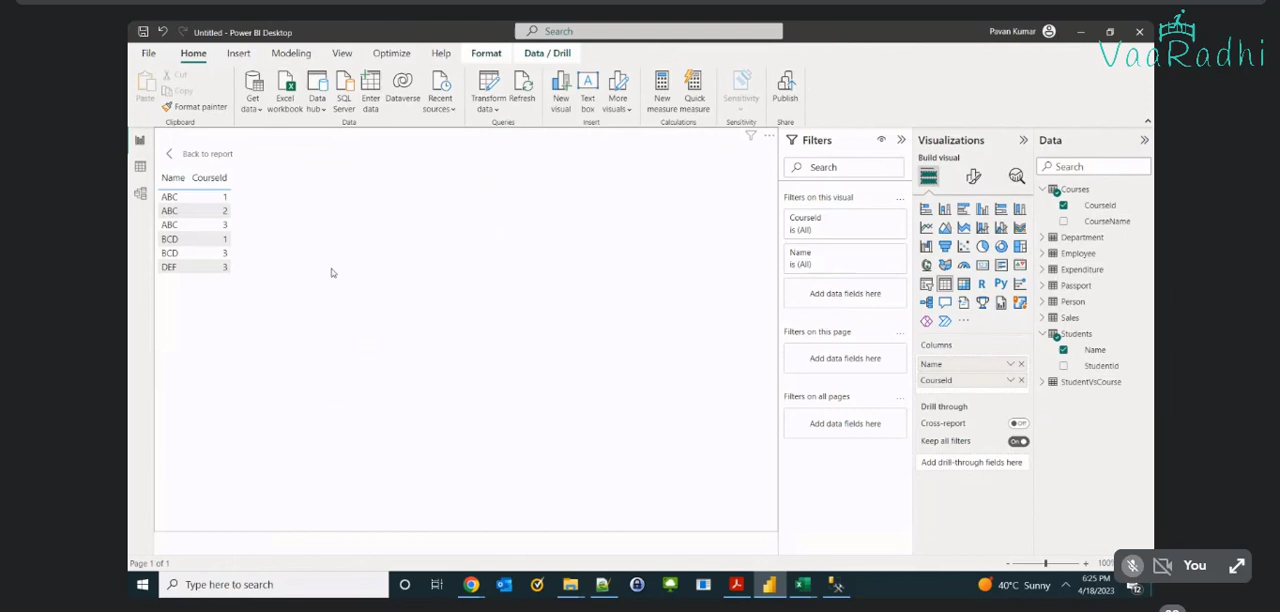 Untitled - Power BI Desktop
Search
Pavan Kumar
VaaRadhi
File Home Insert Modeling View Optimize Help Format Data / Drill
Paste
Cut
Copy
Format painter
Clipboard
Get data
Excel workbook
Data hub
SQL Server
Enter data
Dataverse
Recent sources
Data
Transform data
Refresh
Queries
New visual
Text box
More visuals
Insert
New measure
Quick measure
Calculations
Sensitivity
Sensitivity
Publish
Share
Back to report
Name CourseId
ABC 1
ABC 2
ABC 3
BCD 1
BCD 3
DEF 3
Filters
Search
Filters on this visual
CourseId
is (All)
Name
is (All)
Add data fields here
Filters on this page
Add data fields here
Filters on all pages
Add data fields here
Visualizations
Build visual
R Py
Columns
Name
CourseId
Drill through
Cross-report
Off
Keep all filters
On
Add drill-through fields here
Data
Search
Courses
CourseId
CourseName
Department
Employee
Expenditure
Passport
Person
Sales
Students
Name
StudentId
StudentVsCourse
Page 1 of 1
You
Type here to search
40°C Sunny
6:25 PM
4/18/2023
12